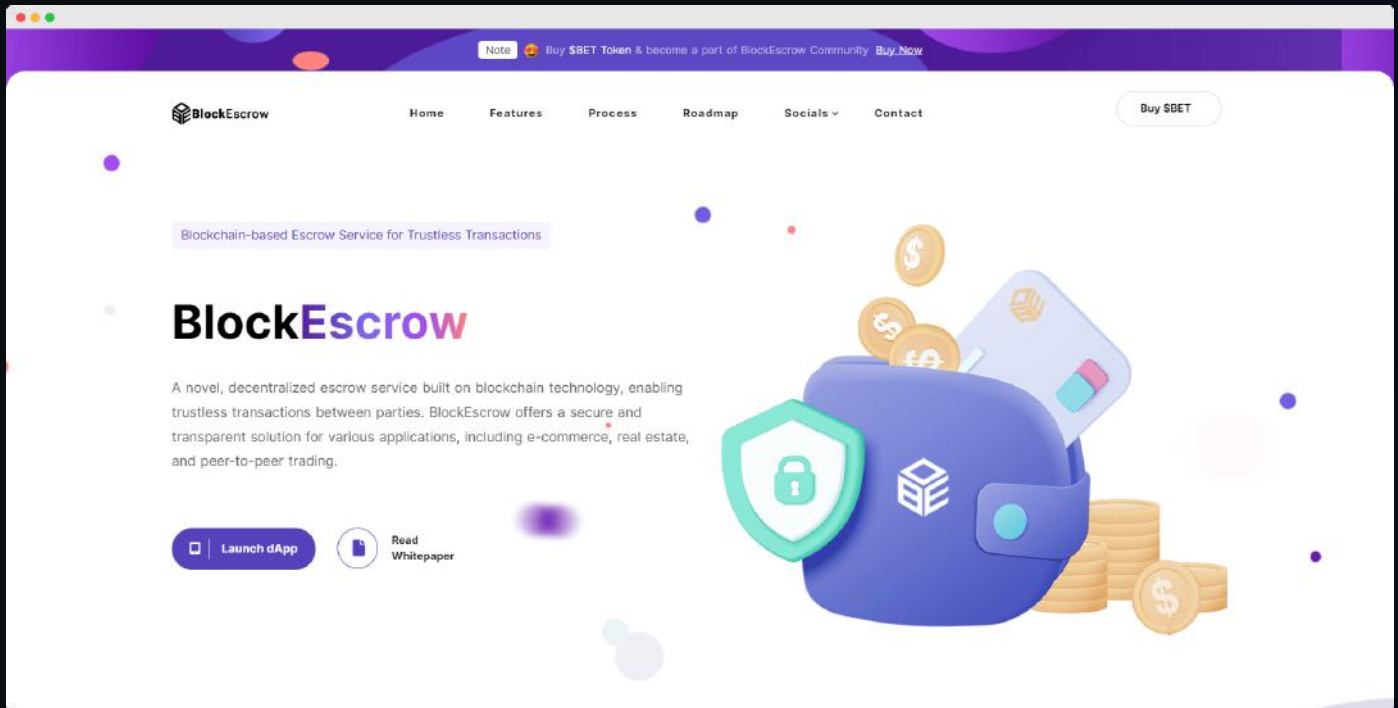 Note Buy $BET Token & become a part of BlockEscrow Community Buy Now
BlockEscrow Home Features Process Roadmap Socials Contact Buy $BET
Blockchain-based Escrow Service for Trustless Transactions
BlockEscrow
A novel, decentralized escrow service built on blockchain technology, enabling
trustless transactions between parties. BlockEscrow offers a secure and
transparent solution for various applications, including e-commerce, real estate,
and peer-to-peer trading.
Launch dApp
Read
Whitepaper